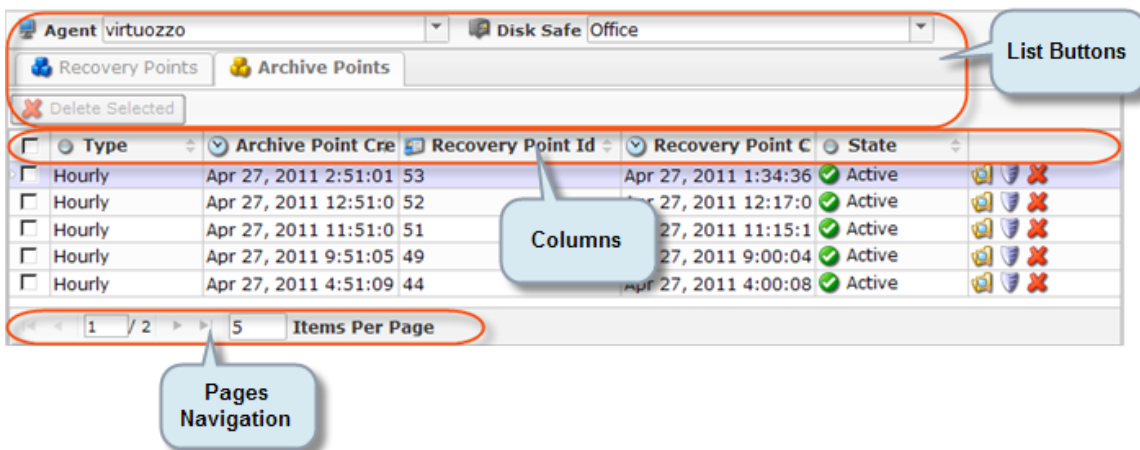 Agent virtuozzo Disk Safe Office
List Buttons
Recovery Points Archive Points
Delete Selected
Type Archive Point Cre Recovery Point Id Recovery Point C State
Hourly Apr 27, 2011 2:51:01 53 Apr 27, 2011 1:34:36 Active
Hourly Apr 27, 2011 12:51:0 52 27, 2011 12:17:0 Active
Hourly Apr 27, 2011 11:51:0 51 27, 2011 11:15:1 Active
Columns
Hourly Apr 27, 2011 9:51:05 49 27, 2011 9:00:04 Active
Hourly Apr 27, 2011 4:51:09 44 Apr 27, 2011 4:00:08 Active
1 / 2 5 Items Per Page
Pages
Navigation